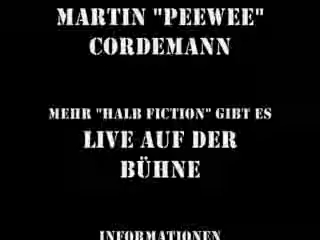 MARTIN "PEEWEE"
CORDEMANN
MEHR "HALB FICTION" GIBT ES
LIVE AUF DER
BÜHNE
INFORMATIONEN